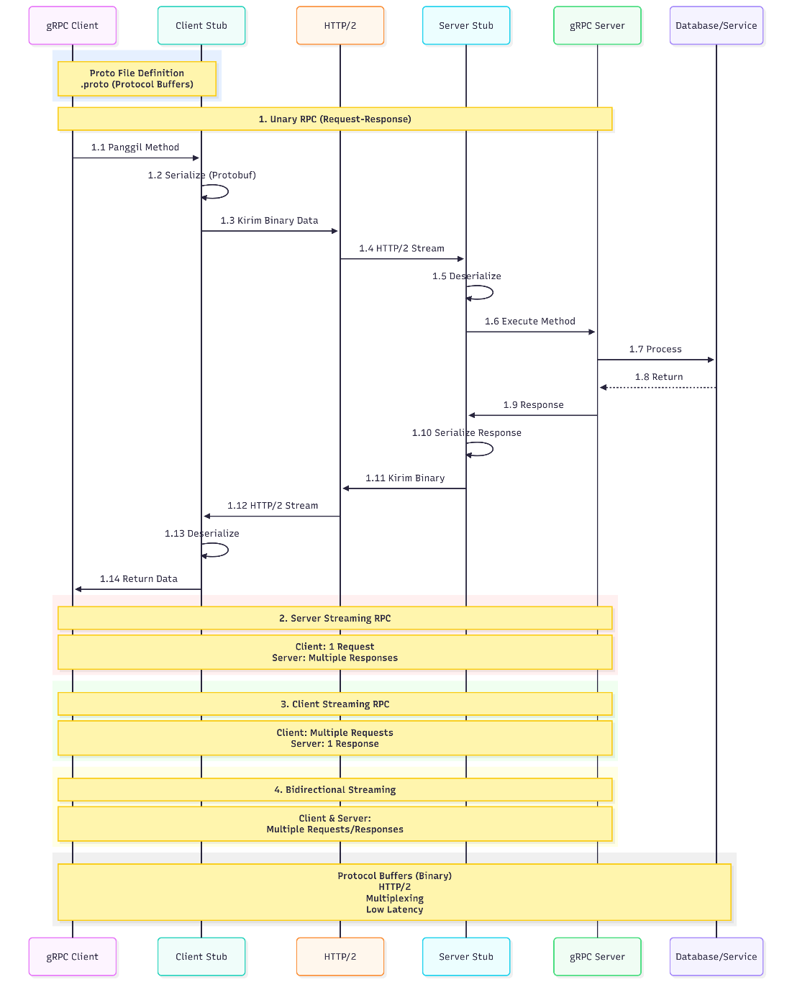 gRPC Client
Client Stub
HTTP/2
Server Stub
gRPC Server
Database/Service
Proto File Definition
.proto (Protocol Buffers)
1. Unary RPC (Request-Response)
1.1 Panggil Method
1.2 Serialize (Protobuf)
1.3 Kirim Binary Data
1.4 HTTP/2 Stream
1.5 Deserialize
1.6 Execute Method
1.7 Process
1.8 Return
1.9 Response
1.10 Serialize Response
1.11 Kirim Binary
1.12 HTTP/2 Stream
1.13 Deserialize
1.14 Return Data
2. Server Streaming RPC
Client: 1 Request
Server: Multiple Responses
3. Client Streaming RPC
Client: Multiple Requests
Server: 1 Response
4. Bidirectional Streaming
Client & Server:
Multiple Requests/Responses
Protocol Buffers (Binary)
HTTP/2
Multiplexing
Low Latency
gRPC Client
Client Stub
HTTP/2
Server Stub
gRPC Server
Database/Service